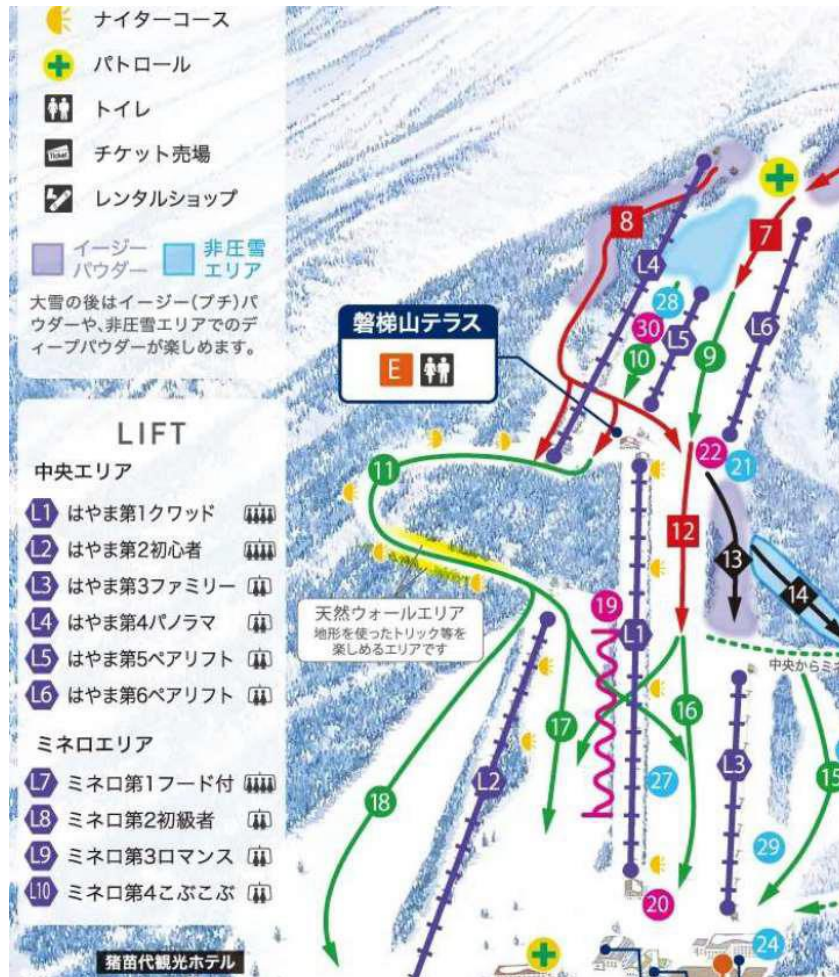 ナイターコース
パトロール
トイレ
Ticket チケット売場
レンタルショップ
イージーパウダー
非圧雪エリア
大雪の後はイージー(プチ)パ
ウダーや、非圧雪エリアでのデ
ィープパウダーが楽しめます。
LIFT
中央エリア
L1 はやま第1クワッド
L2 はやま第2初心者
L3 はやま第3ファミリー
L4 はやま第4パノラマ
L5 はやま第5ペアリフト
L6 はやま第6ペアリフト
ミネロエリア
L7 ミネロ第1フード付
L8 ミネロ第2初級者
L9 ミネロ第3ロマンス
L10 ミネロ第4こぶこぶ
猪苗代観光ホテル
8
7
L4
28
30
L5
L6
10
9
磐梯山テラス
E
22
21
11
12
13
14
天然ウォールエリア
地形を使ったトリック等を
楽しめるエリアです
19
L1
中央からミネ
16
17
L2
27
L3
15
18
29
20
24